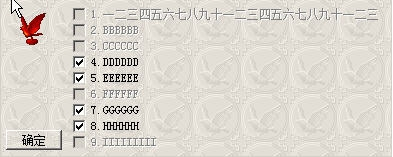 1. 一二三四五六七八九十一二三四五六七八九十一二三
2. BBBBBB
3. CCCCCC
4. DDDDDD
5. EEEEEE
6. FFFFFF
7. GGGGGG
8. HHHHHH
9. IIIIIIIII
确定